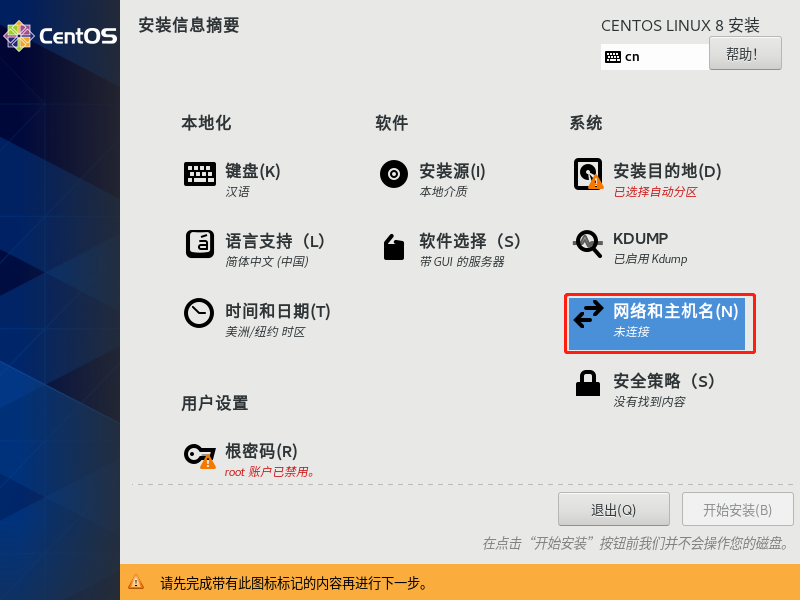 CentOS
安装信息摘要
CENTOS LINUX 8 安装
cn
帮助!
本地化
键盘(K)
汉语
语言支持（L）
简体中文 (中国)
时间和日期(T)
美洲/纽约 时区
用户设置
根密码(R)
root 账户已禁用。
软件
安装源(I)
本地介质
软件选择（S）
带 GUI 的服务器
系统
安装目的地(D)
已选择自动分区
KDUMP
已启用 Kdump
网络和主机名(N)
未连接
安全策略（S）
没有找到内容
退出(Q)
开始安装(B)
在点击“开始安装”按钮前我们并不会操作您的磁盘。
请先完成带有此图标标记的内容再进行下一步。